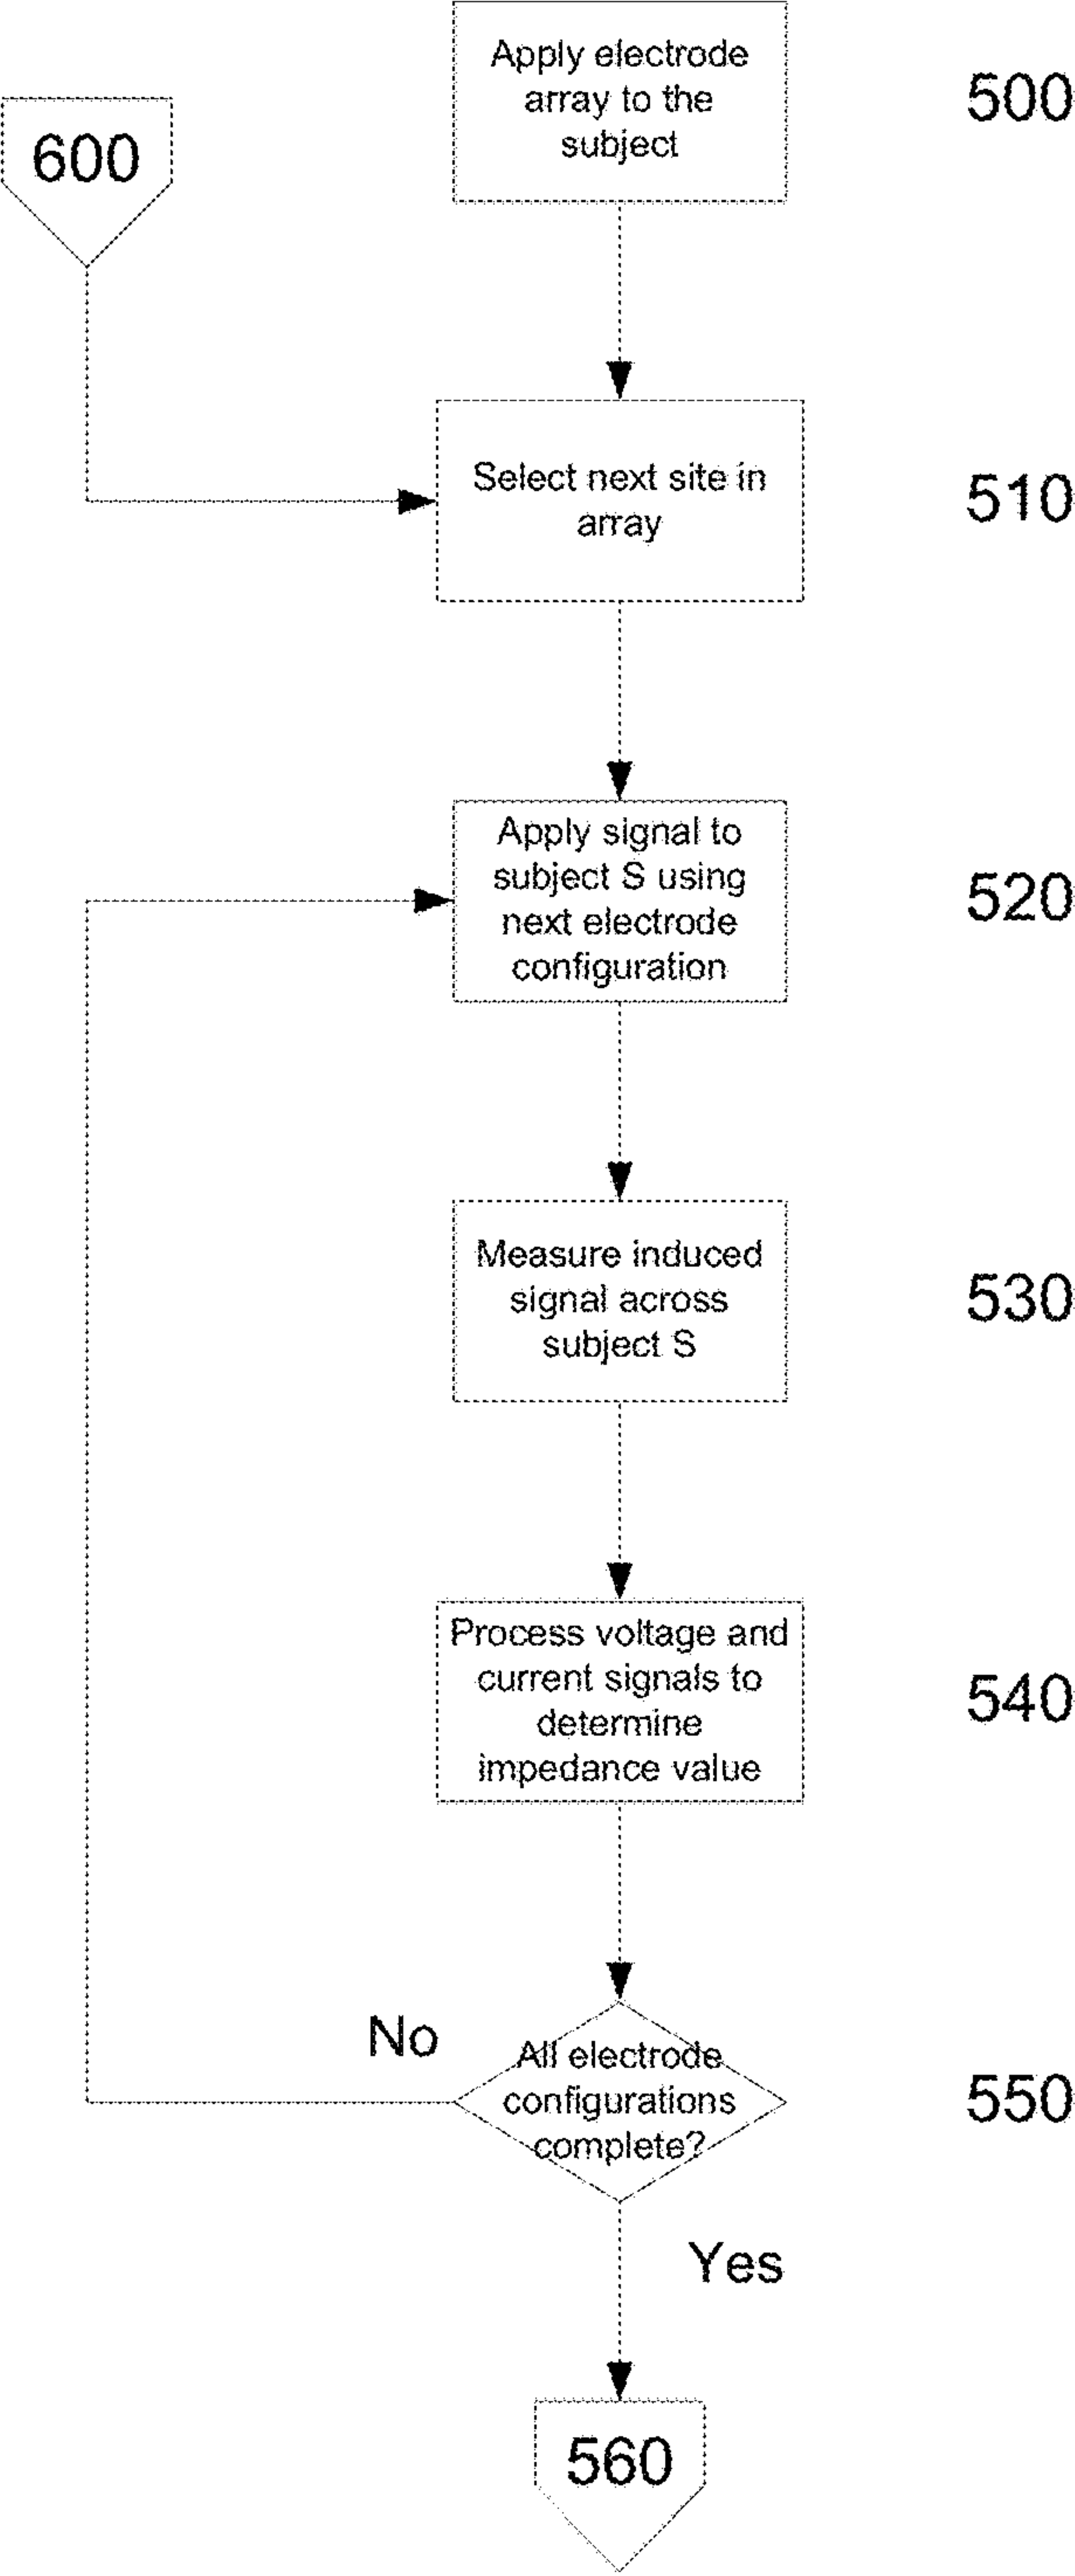 Apply electrode
array to the
subject
500
600
Select next site in
array
510
Apply signal to
subject S using
next electrode
configuration
520
Measure induced
signal across
subject S
530
Process voltage and
current signals to
determine
impedance value
540
No
All electrode
configurations
complete?
550
Yes
560